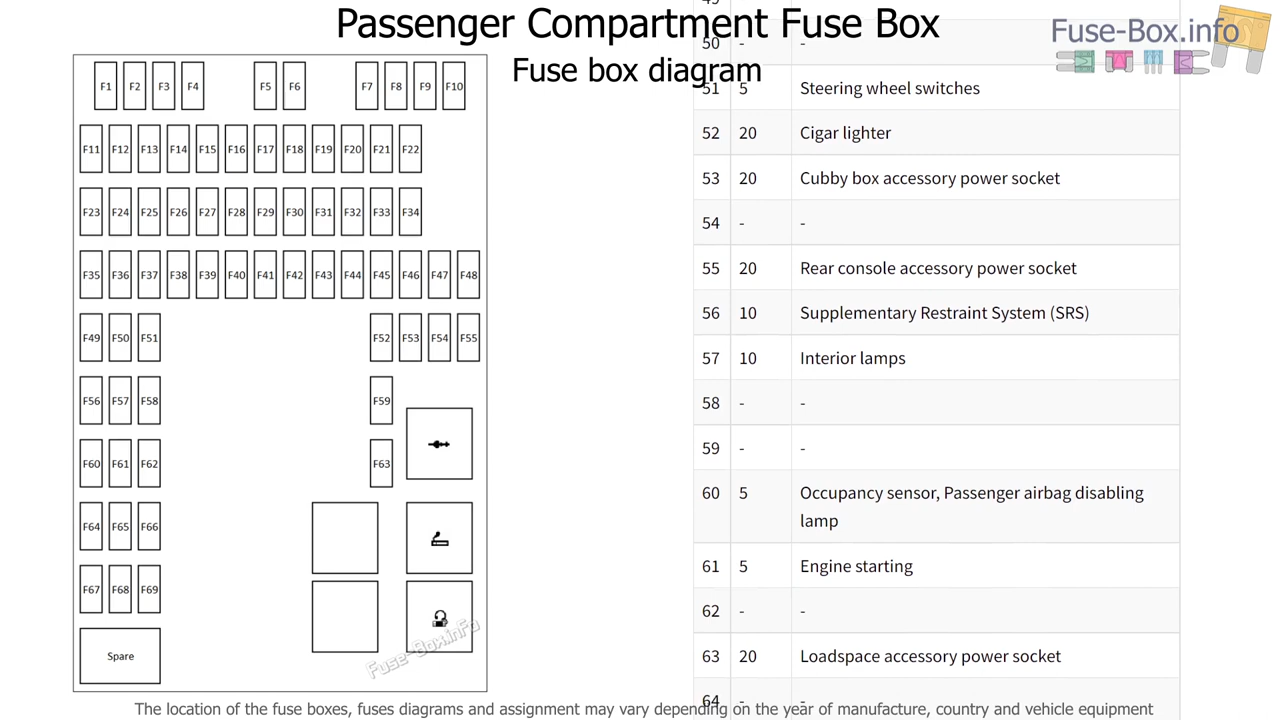 Passenger Compartment Fuse Box
Fuse box diagram
Fuse-Box.info
F1 F2 F3 F4 F5 F6 F7 F8 F9 F10
F11 F12 F13 F14 F15 F16 F17 F18 F19 F20 F21 F22
F23 F24 F25 F26 F27 F28 F29 F30 F31 F32 F33 F34
F35 F36 F37 F38 F39 F40 F41 F42 F43 F44 F45 F46 F47 F48
F49 F50 F51 F52 F53 F54 F55
F56 F57 F58 F59
F60 F61 F62 F63
F64 F65 F66
F67 F68 F69
Spare
Fuse-Box.info
49
50 - -
51 5 Steering wheel switches
52 20 Cigar lighter
53 20 Cubby box accessory power socket
54 - -
55 20 Rear console accessory power socket
56 10 Supplementary Restraint System (SRS)
57 10 Interior lamps
58 - -
59 - -
60 5 Occupancy sensor, Passenger airbag disabling
lamp
61 5 Engine starting
62 - -
63 20 Loadspace accessory power socket
64 - -
The location of the fuse boxes, fuses diagrams and assignment may vary depending on the year of manufacture, country and vehicle equipment